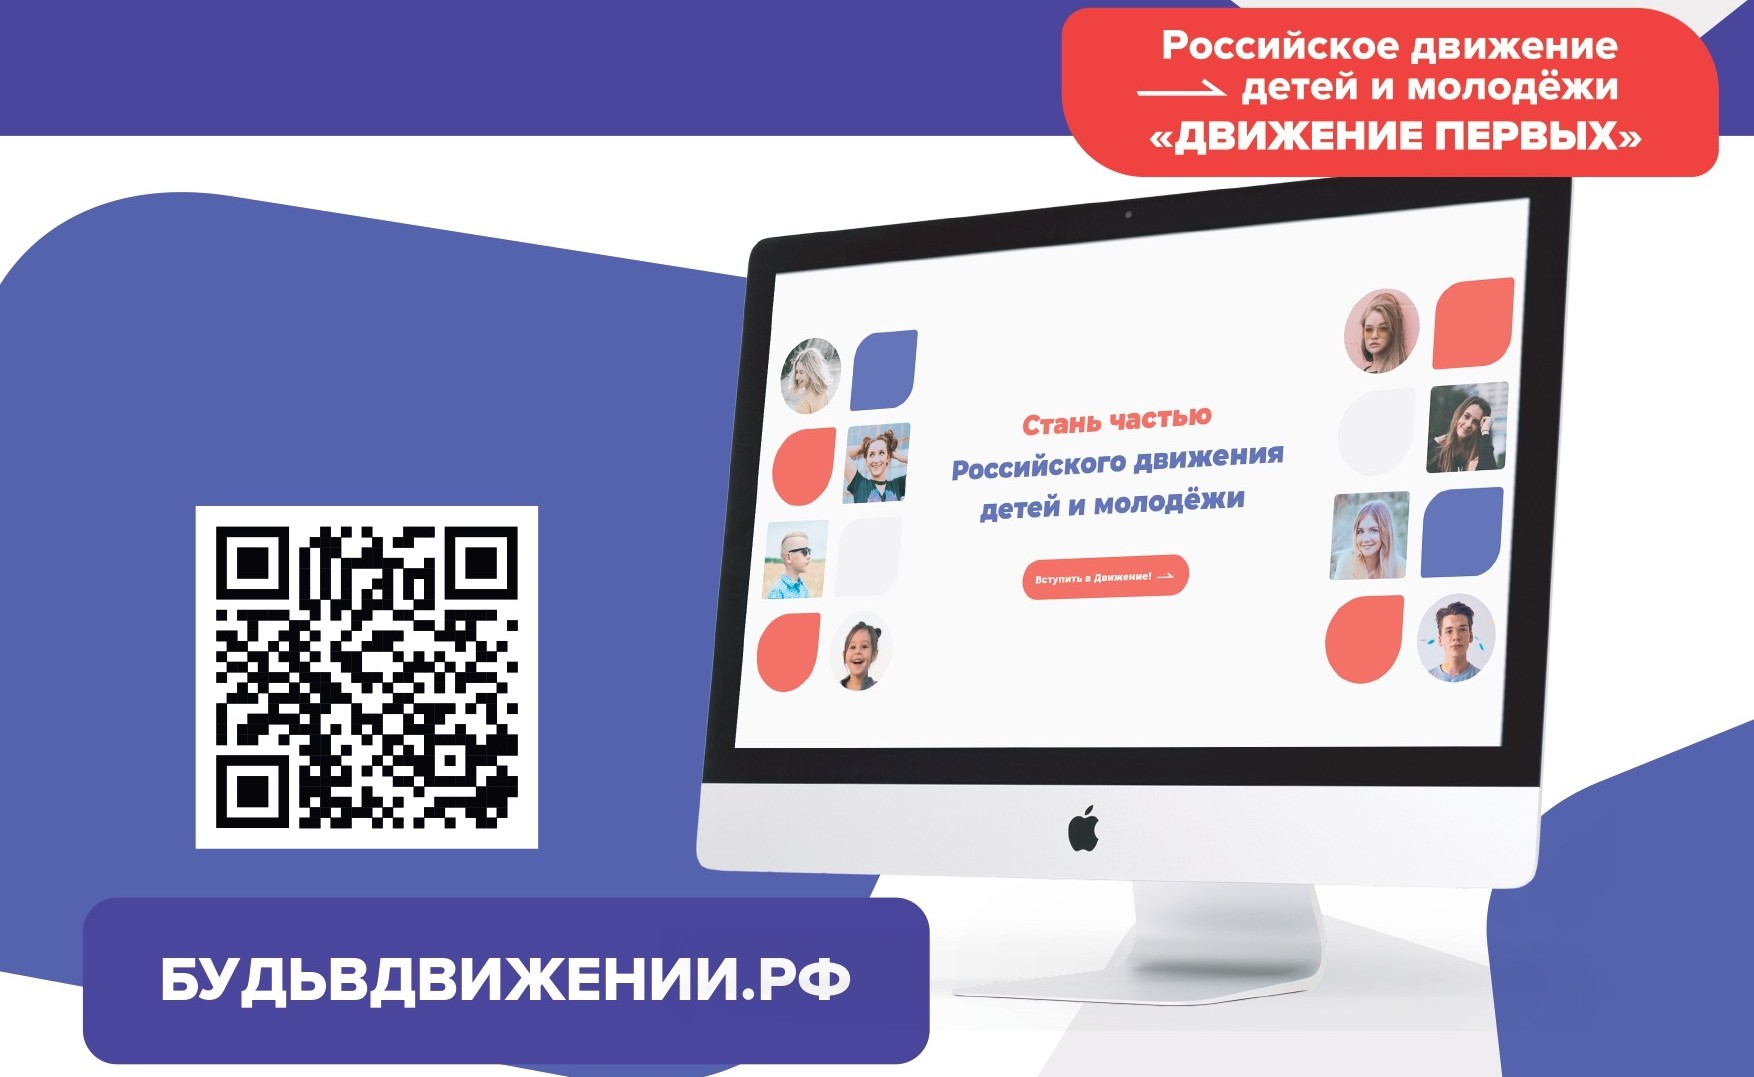 Российское движение
детей и молодёжи
«ДВИЖЕНИЕ ПЕРВЫХ»
Стань частью
Российского движения
детей и молодёжи
Вступить в Движение!
БУДЬВДВИЖЕНИИ.РФ